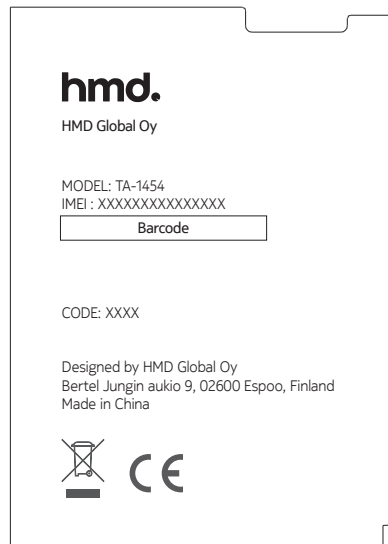 hmd.
HMD Global Oy
MODEL: TA-1454
IMEI : XXXXXXXXXXXXXXX
Barcode
CODE: XXXX
Designed by HMD Global Oy
Bertel Jungin aukio 9, 02600 Espoo, Finland
Made in China
CE